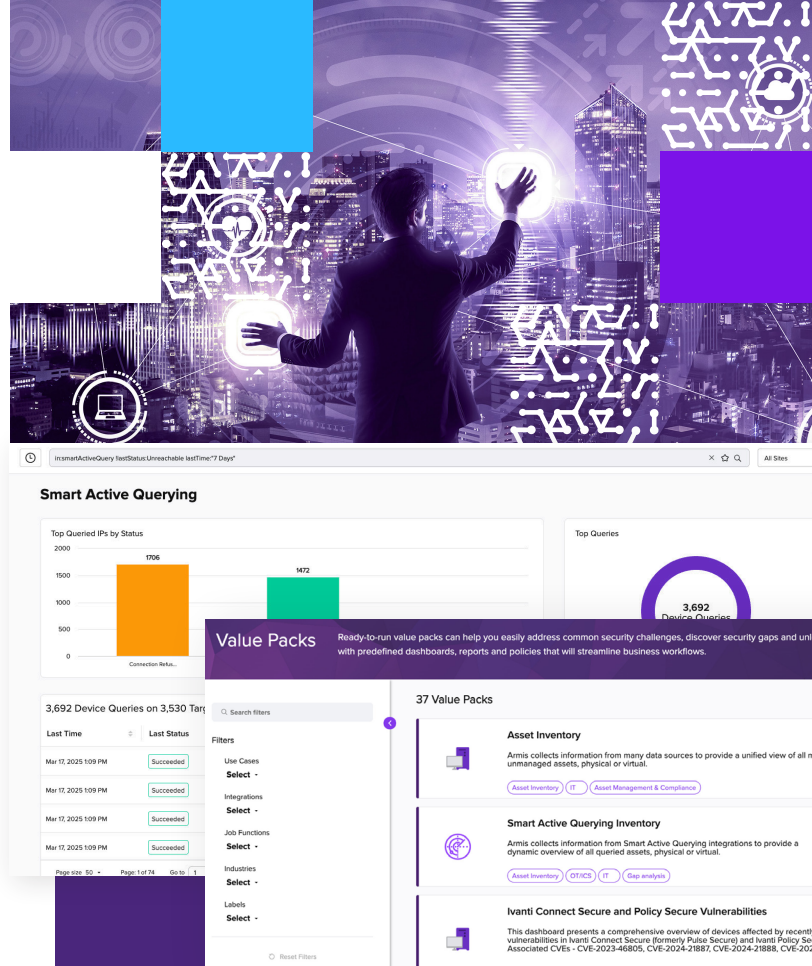 in:smartActiveQuery !lastStatus:Unreachable lastTime:"7 Days"
All Sites
Smart Active Querying
Top Queried IPs by Status
2000
1706
1472
1500
1000
500
0
Connection Refus...
Top Queries
3,692
Device Queries
3,692 Device Queries on 3,530
Last Time
Last Status
Mar 17, 2025 1:09 PM
Succeeded
Mar 17, 2025 1:09 PM
Succeeded
Mar 17, 2025 1:09 PM
Succeeded
Mar 17, 2025 1:09 PM
Succeeded
Page size 50
Page: 1 of 74
Go to 1
Value Packs
Ready-to-run value packs can help you easily address common security challenges, discover security gaps and
with predefined dashboards, reports and policies that will streamline business workflows.
Search filters
Filters
Use Cases
Select
Integrations
Select
Job Functions
Select
Industries
Select
Labels
Select
Reset Filters
37 Value Packs
Asset Inventory
Armis collects information from many data sources to provide a unified view of all
unmanaged assets, physical or virtual.
Asset Inventory
IT
Asset Management & Compliance
Smart Active Querying Inventory
Armis collects information from Smart Active Querying integrations to provide a
dynamic overview of all queried assets, physical or virtual.
Asset Inventory
OT/ICS
IT
Gap analysis
Ivanti Connect Secure and Policy Secure Vulnerabilities
This dashboard presents a comprehensive overview of devices affected by
vulnerabilities in Ivanti Connect Secure (formerly Pulse Secure) and Ivanti Policy
Associated CVEs - CVE-2023-46805, CVE-2024-21887, CVE-2024-21888,